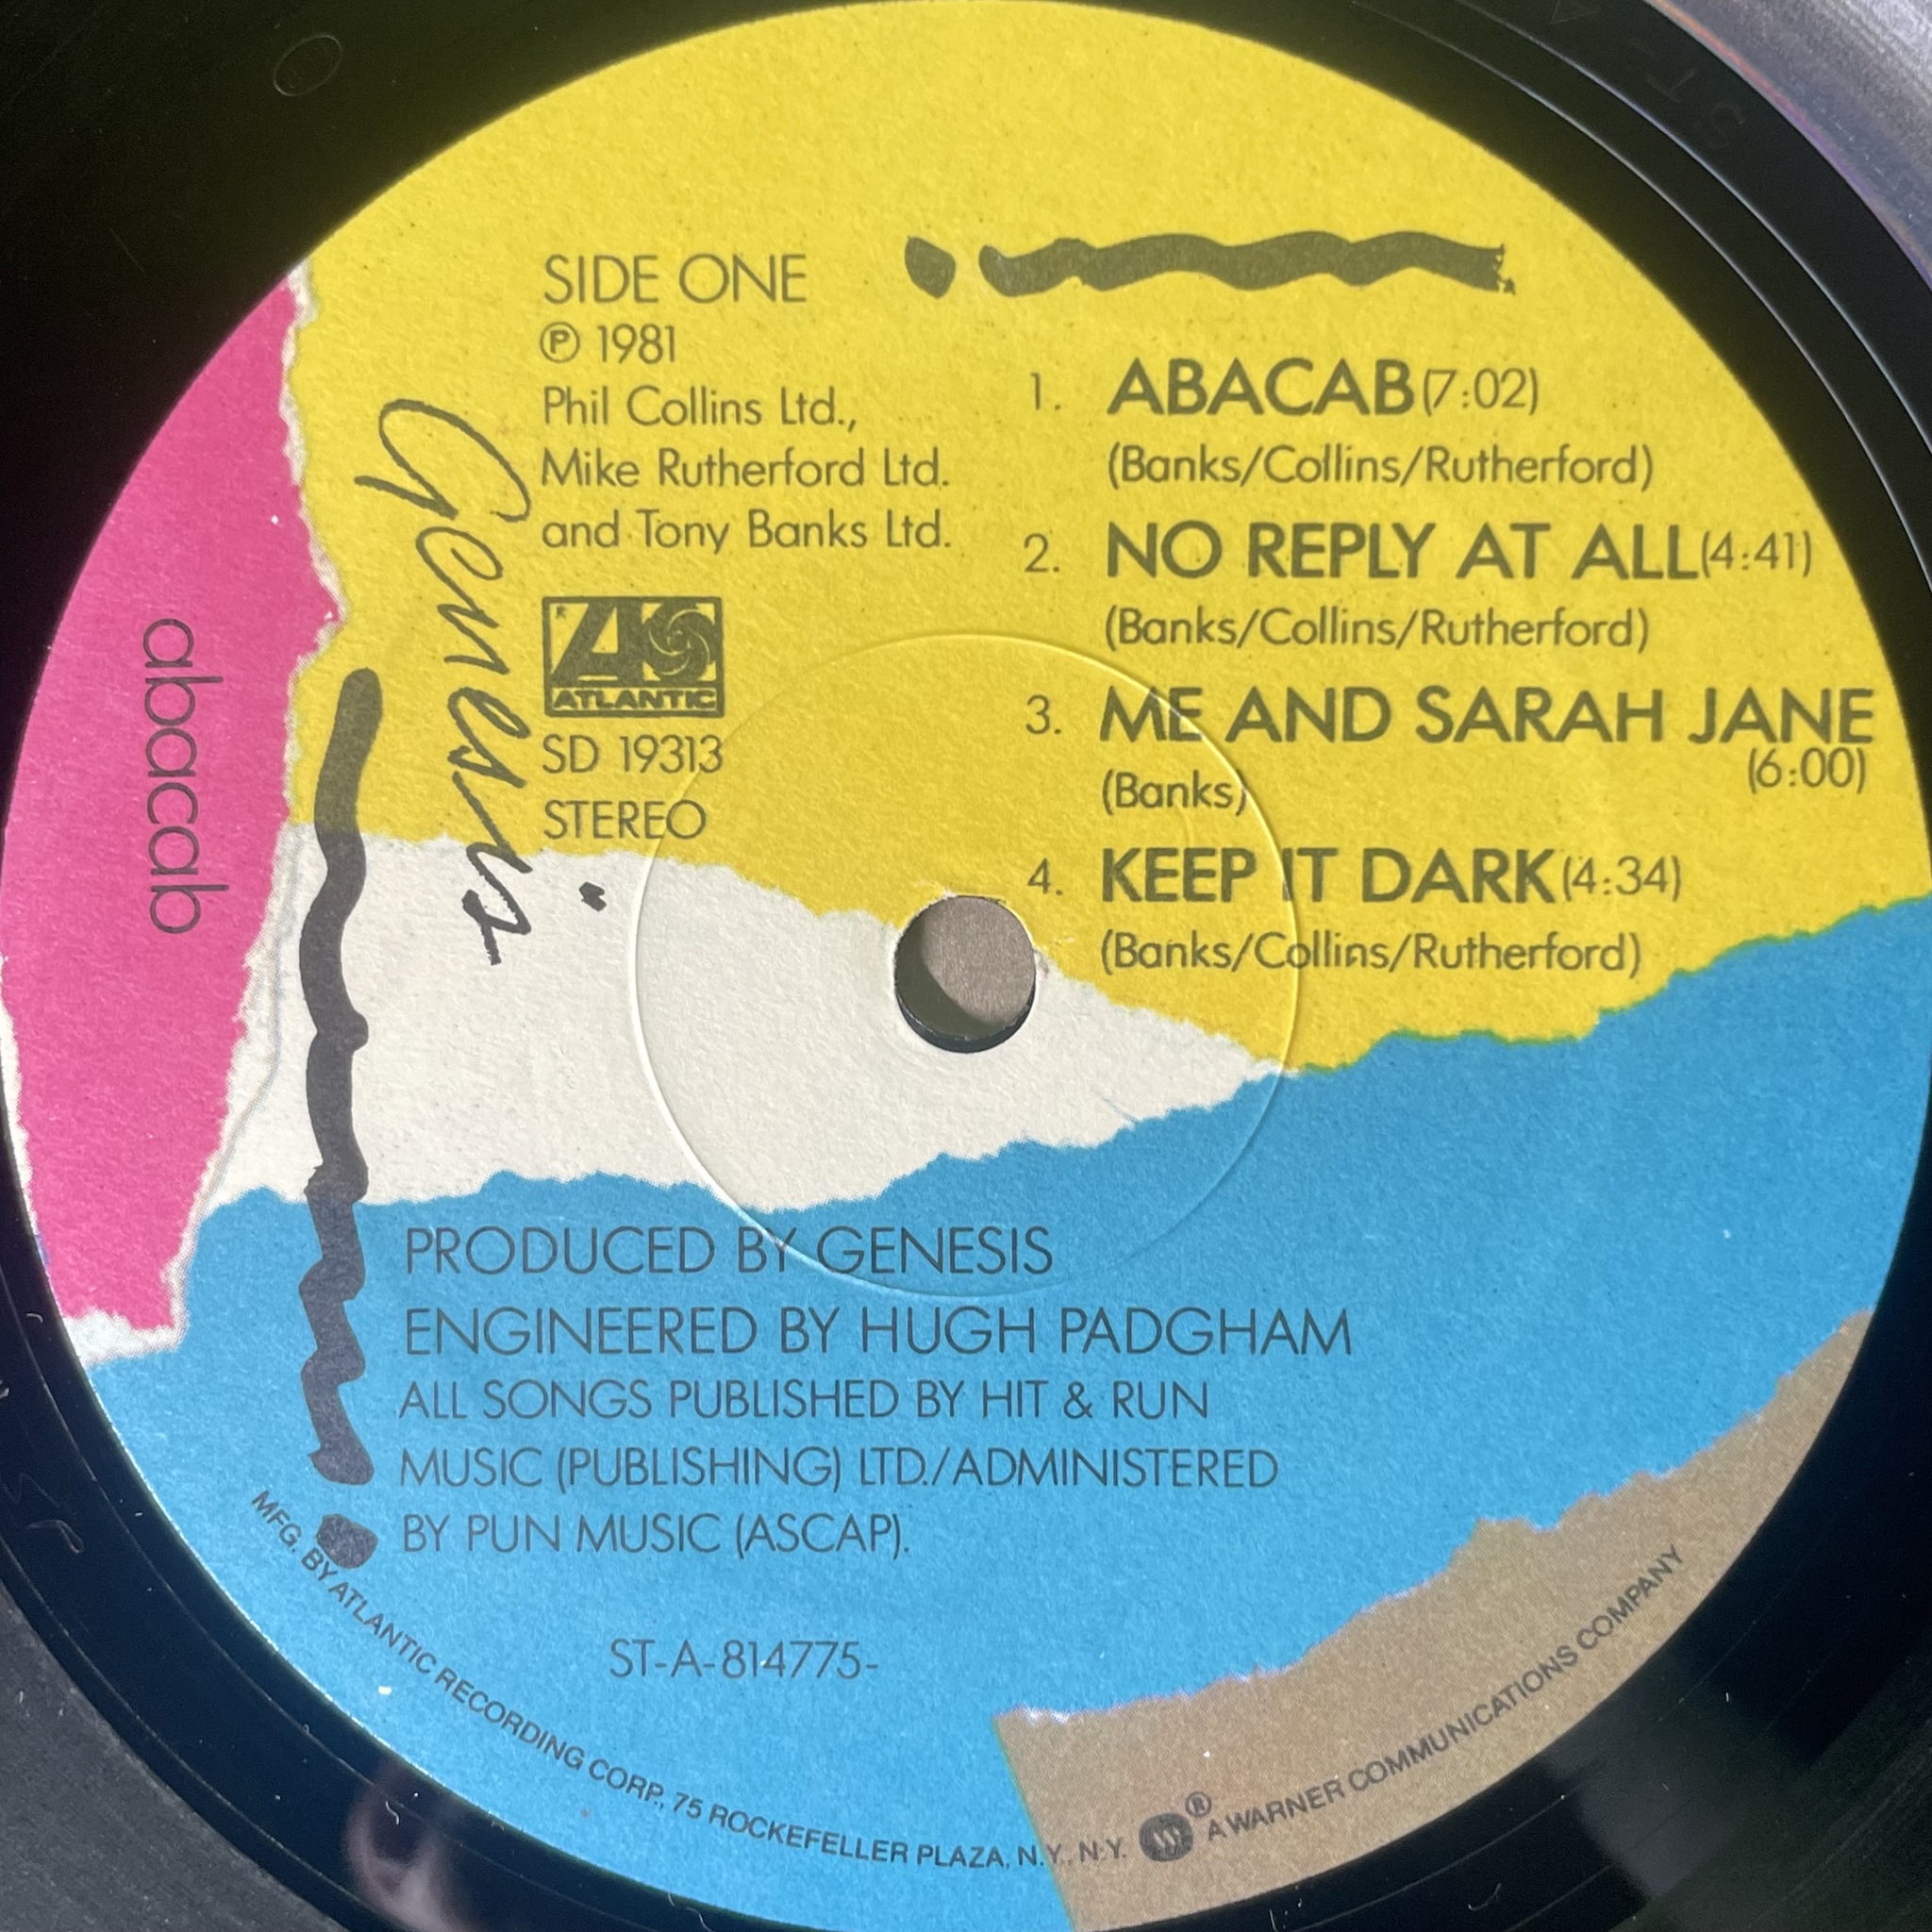 SIDE ONE
℗ 1981
Phil Collins Ltd.,
Mike Rutherford Ltd.
and Tony Banks Ltd.
ATLANTIC
SD 19313
STEREO
Genesis
abacab
1. ABACAB (7:02)
(Banks/Collins/Rutherford)
2. NO REPLY AT ALL (4:41)
(Banks/Collins/Rutherford)
3. ME AND SARAH JANE
(6:00)
(Banks)
4. KEEP IT DARK (4:34)
(Banks/Collins/Rutherford)
PRODUCED BY GENESIS
ENGINEERED BY HUGH PADGHAM
ALL SONGS PUBLISHED BY HIT & RUN
MUSIC (PUBLISHING) LTD./ADMINISTERED
BY PUN MUSIC (ASCAP).
ST-A-814775-
MFG. BY ATLANTIC RECORDING CORP., 75 ROCKEFELLER PLAZA, N.Y., N.Y. ® A WARNER COMMUNICATIONS COMPANY